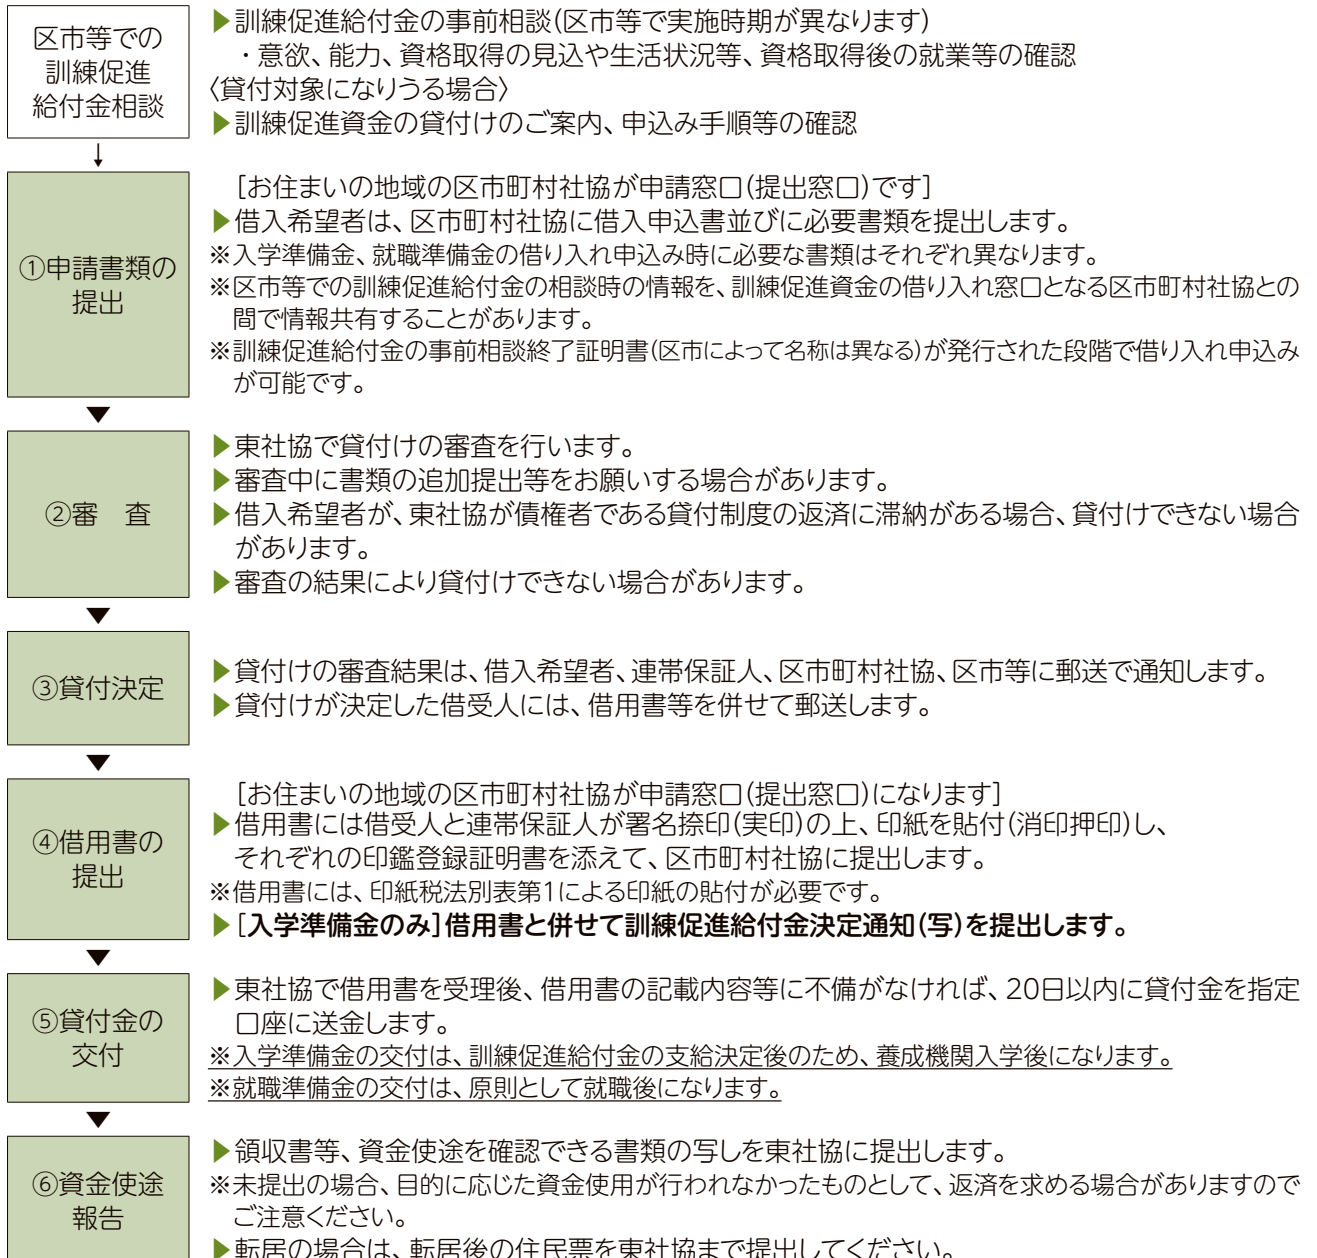 区市等での
訓練促進
給付金相談
▶訓練促進給付金の事前相談(区市等で実施時期が異なります)
・意欲、能力、資格取得の見込や生活状況等、資格取得後の就業等の確認
〈貸付対象になりうる場合〉
▶訓練促進資金の貸付けのご案内、申込み手順等の確認
↓
①申請書類の
提出
[お住まいの地域の区市町村社協が申請窓口(提出窓口)です]
▶借入希望者は、区市町村社協に借入申込書並びに必要書類を提出します。
※入学準備金、就職準備金の借り入れ申込み時に必要な書類はそれぞれ異なります。
※区市等での訓練促進給付金の相談時の情報を、訓練促進資金の借り入れ窓口となる区市町村社協との
間で情報共有することがあります。
※訓練促進給付金の事前相談終了証明書(区市によって名称は異なる)が発行された段階で借り入れ申込み
が可能です。
▼
②審　査
▶東社協で貸付けの審査を行います。
▶審査中に書類の追加提出等をお願いする場合があります。
▶借入希望者が、東社協が債権者である貸付制度の返済に滞納がある場合、貸付けできない場合
があります。
▶審査の結果により貸付けできない場合があります。
▼
③貸付決定
▶貸付けの審査結果は、借入希望者、連帯保証人、区市町村社協、区市等に郵送で通知します。
▶貸付けが決定した借受人には、借用書等を併せて郵送します。
▼
④借用書の
提出
[お住まいの地域の区市町村社協が申請窓口(提出窓口)になります]
▶借用書には借受人と連帯保証人が署名捺印(実印)の上、印紙を貼付(消印押印)し、
それぞれの印鑑登録証明書を添えて、区市町村社協に提出します。
※借用書には、印紙税法別表第1による印紙の貼付が必要です。
▶[入学準備金のみ]借用書と併せて訓練促進給付金決定通知(写)を提出します。
▼
⑤貸付金の
交付
▶東社協で借用書を受理後、借用書の記載内容等に不備がなければ、20日以内に貸付金を指定
口座に送金します。
※入学準備金の交付は、訓練促進給付金の支給決定後のため、養成機関入学後になります。
※就職準備金の交付は、原則として就職後になります。
▼
⑥資金使途
報告
▶領収書等、資金使途を確認できる書類の写しを東社協に提出します。
※未提出の場合、目的に応じた資金使用が行われなかったものとして、返済を求める場合がありますので
ご注意ください。
▶転居の場合は、転居後の住民票を東社協まで提出してください。